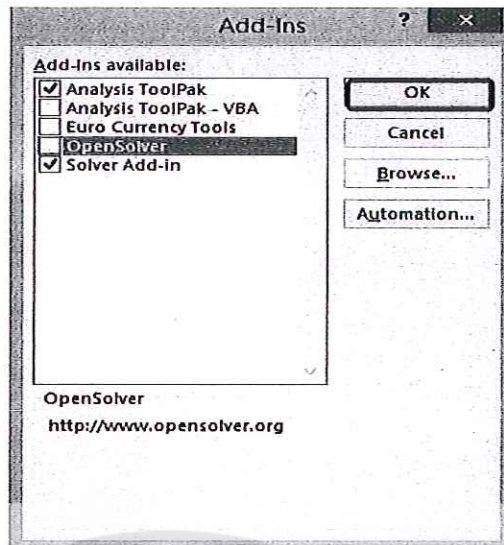 Add-Ins
?
×
Add-Ins available:
Analysis ToolPak
Analysis ToolPak - VBA
Euro Currency Tools
OpenSolver
Solver Add-in
OK
Cancel
Browse...
Automation...
OpenSolver
http://www.opensolver.org